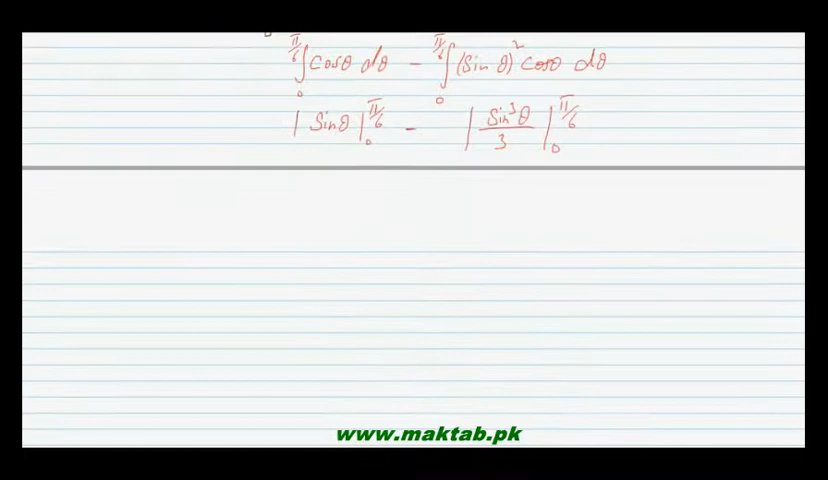 ∫₀^{π/6} cosθ dθ − ∫₀^{π/6} (Sin θ)² cosθ dθ
| Sinθ |₀^{π/6} − | Sin³θ / 3 |₀^{π/6}
www.maktab.pk